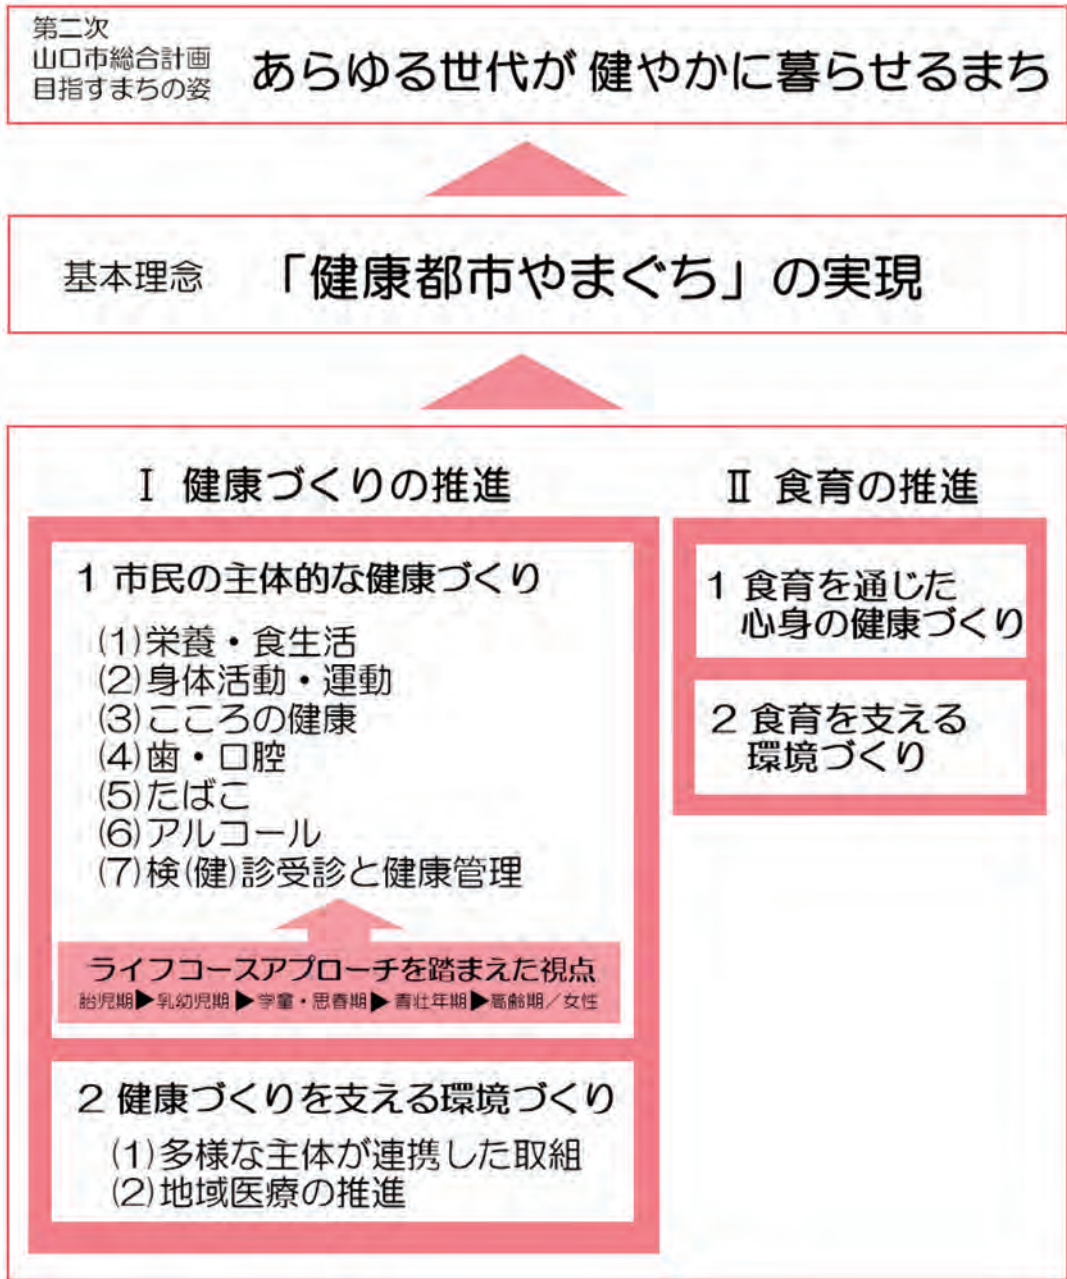 第二次
山口市総合計画
目指すまちの姿
あらゆる世代が 健やかに暮らせるまち
基本理念 「健康都市やまぐち」の実現
Ⅰ 健康づくりの推進
1 市民の主体的な健康づくり
(1)栄養・食生活
(2)身体活動・運動
(3)こころの健康
(4)歯・口腔
(5)たばこ
(6)アルコール
(7)検(健)診受診と健康管理
ライフコースアプローチを踏まえた視点
胎児期▶乳幼児期▶学童・思春期▶青壮年期▶高齢期／女性
2 健康づくりを支える環境づくり
(1)多様な主体が連携した取組
(2)地域医療の推進
Ⅱ 食育の推進
1 食育を通じた
心身の健康づくり
2 食育を支える
環境づくり